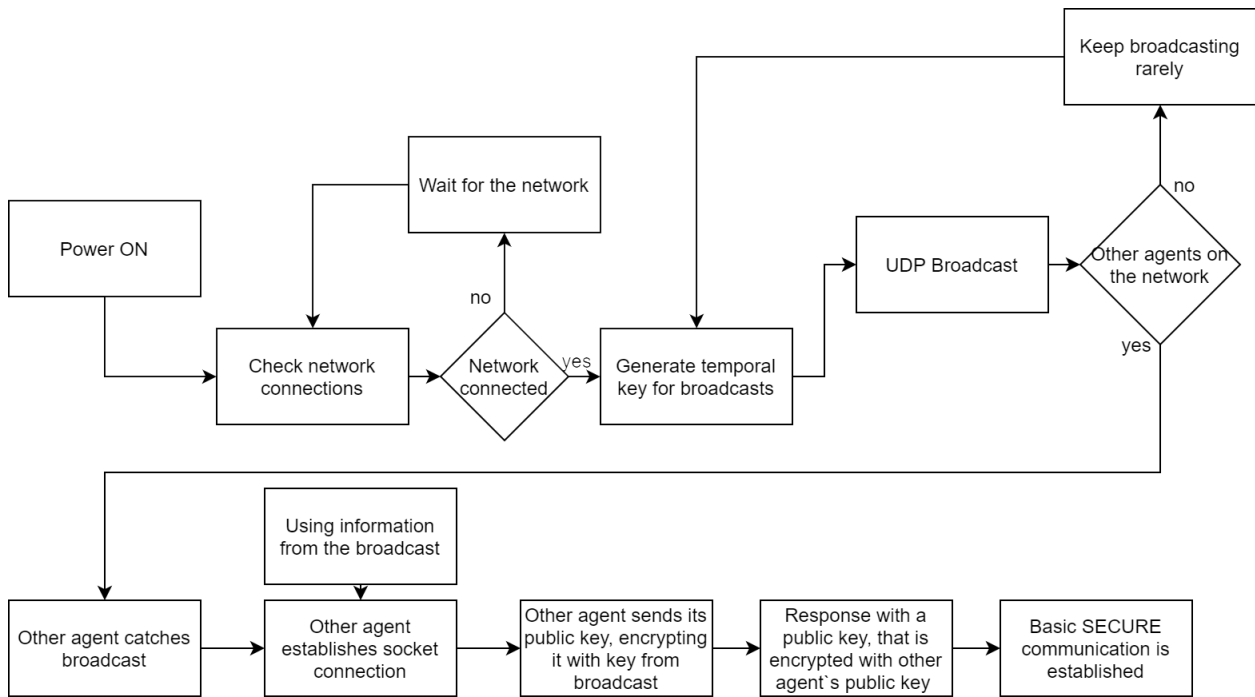 Keep broadcasting
rarely
Wait for the network
no
Power ON
UDP Broadcast
Other agents on
the network
no
yes
Check network
connections
Network
connected
yes
Generate temporal
key for broadcasts
yes
Using information
from the broadcast
Other agent catches
broadcast
Other agent
establishes socket
connection
Other agent sends its
public key, encrypting
it with key from
broadcast
Response with a
public key, that is
encrypted with other
agent`s public key
Basic SECURE
communication is
established